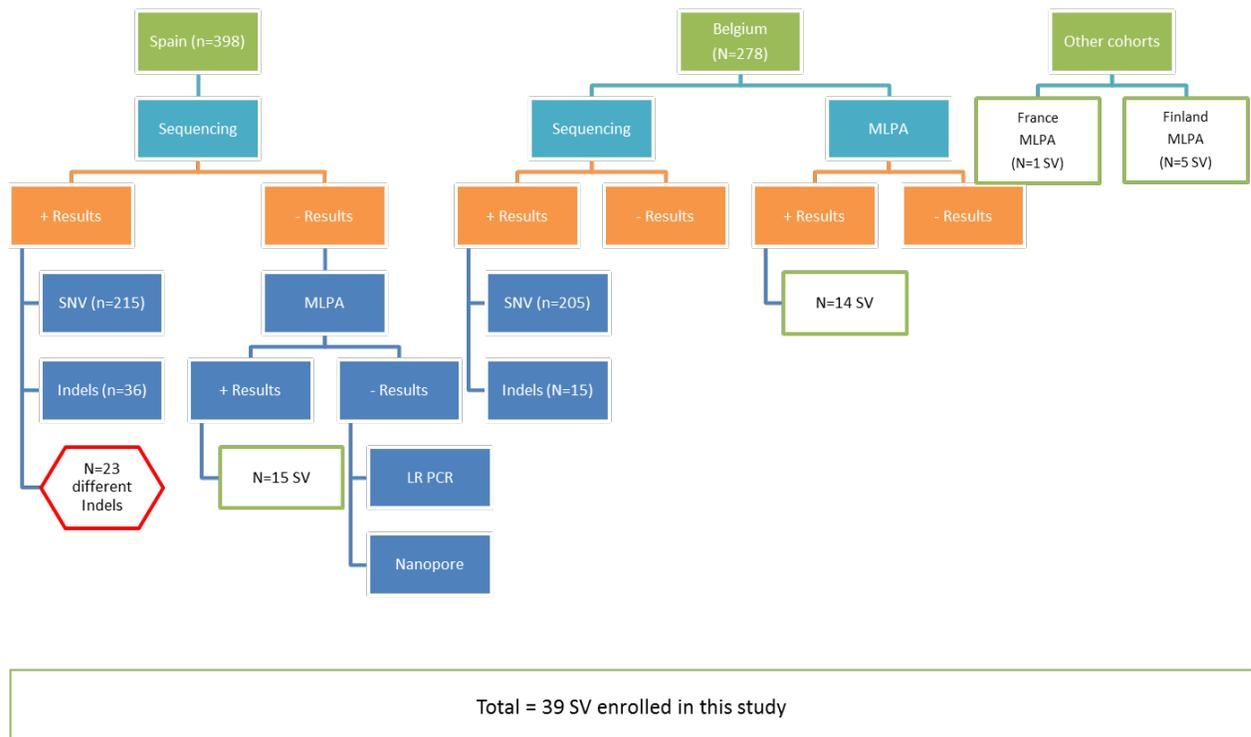 Spain (n=398)
Sequencing
+ Results
- Results
SNV (n=215)
Indels (n=36)
N=23
different
Indels
MLPA
+ Results
- Results
N=15 SV
LR PCR
Nanopore
Belgium
(N=278)
Sequencing
MLPA
+ Results
- Results
SNV (n=205)
Indels (N=15)
+ Results
- Results
N=14 SV
Other cohorts
France
MLPA
(N=1 SV)
Finland
MLPA
(N=5 SV)
Total = 39 SV enrolled in this study